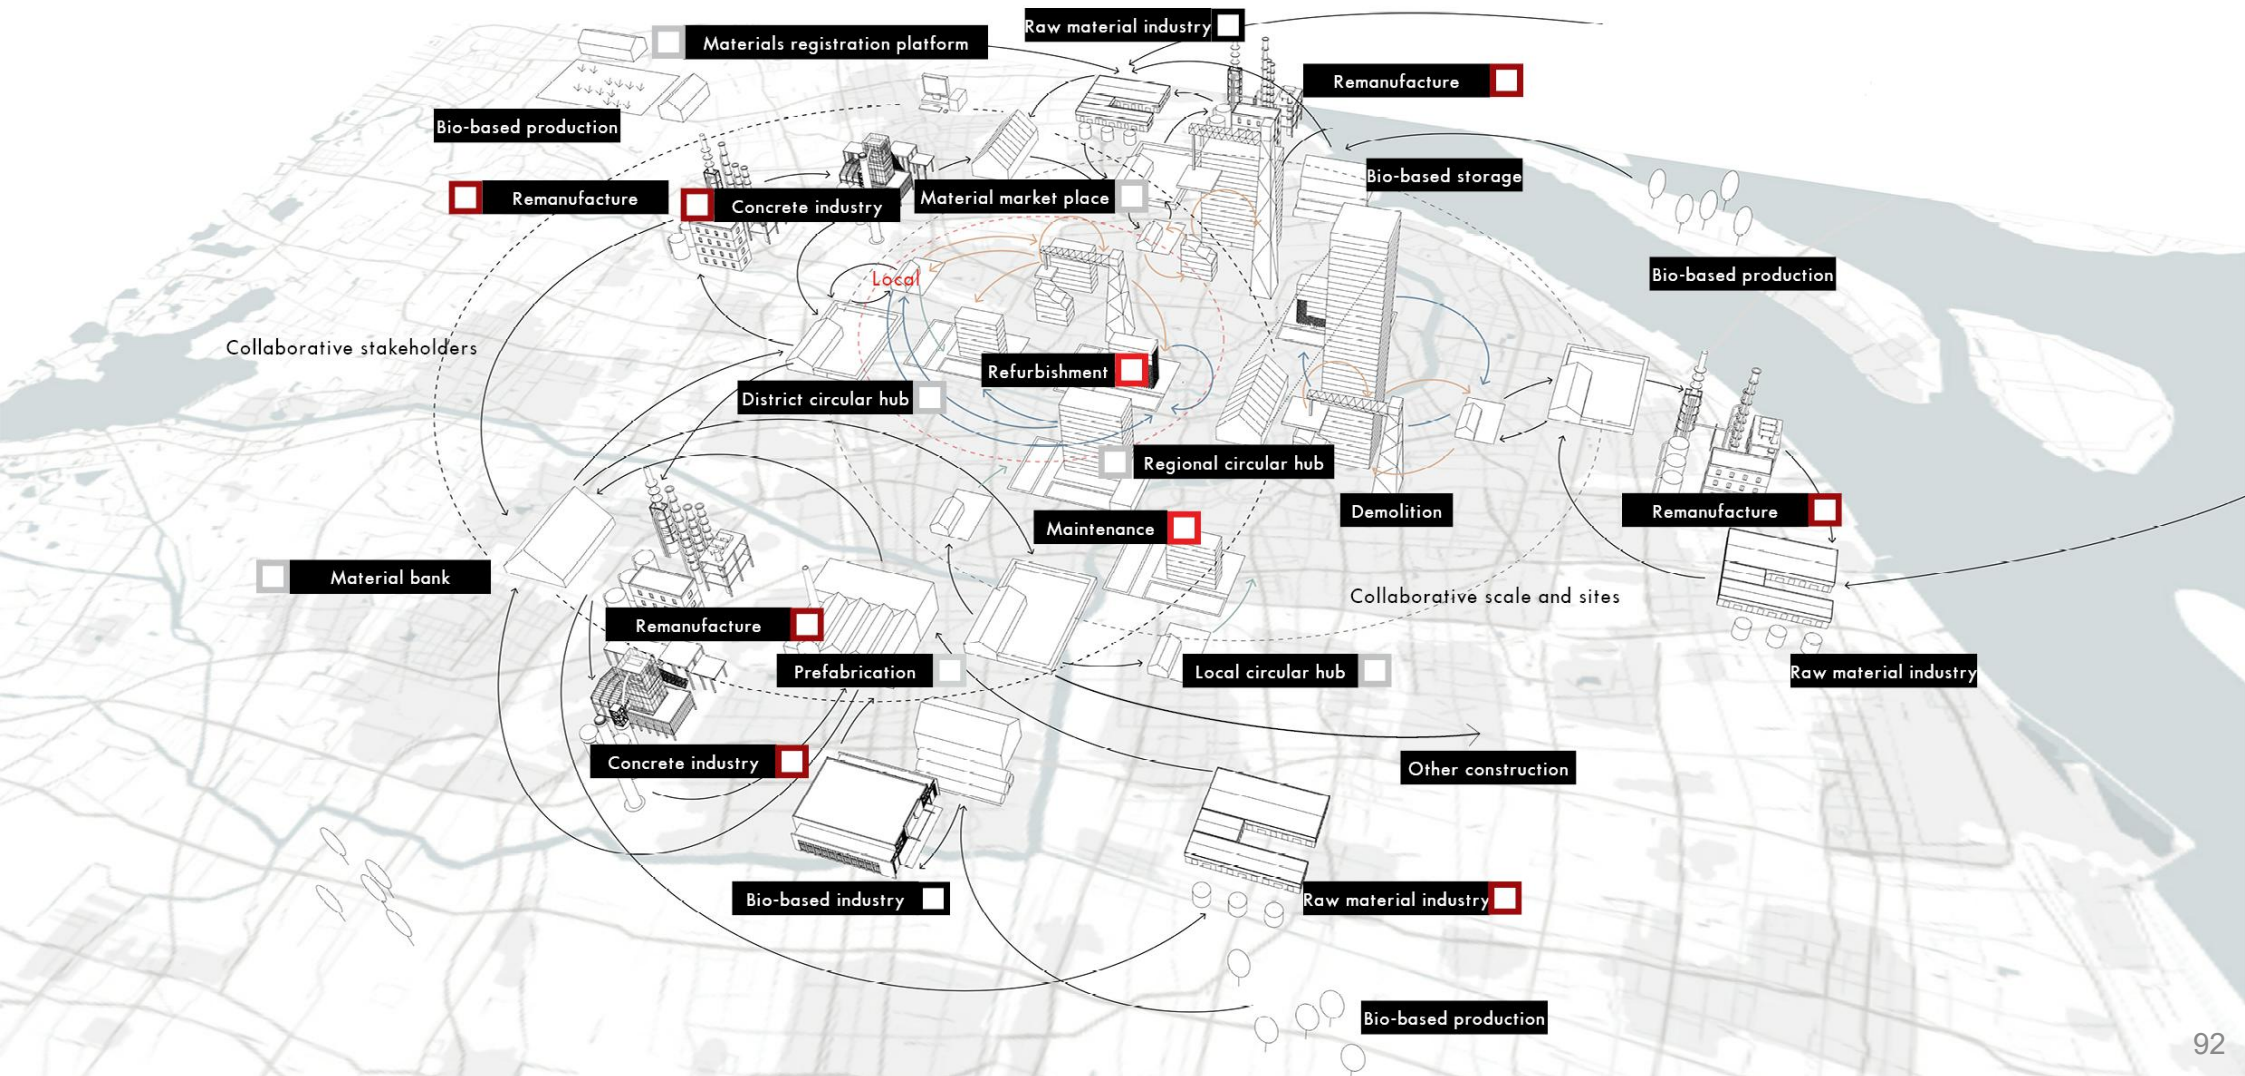 Raw material industry
Materials registration platform
Remanufacture
Bio-based production
Bio-based storage
Remanufacture
Concrete industry
Material market place
Bio-based production
Local
Collaborative stakeholders
Refurbishment
District circular hub
Regional circular hub
Demolition
Remanufacture
Maintenance
Material bank
Collaborative scale and sites
Remanufacture
Prefabrication
Local circular hub
Raw material industry
Concrete industry
Other construction
Bio-based industry
Raw material industry
Bio-based production
92